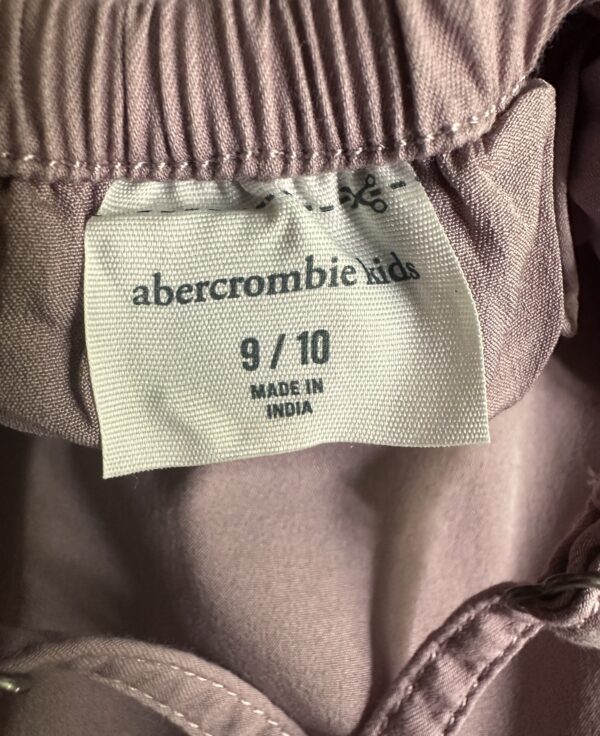 abercrombie kids
9 / 10
MADE IN
INDIA